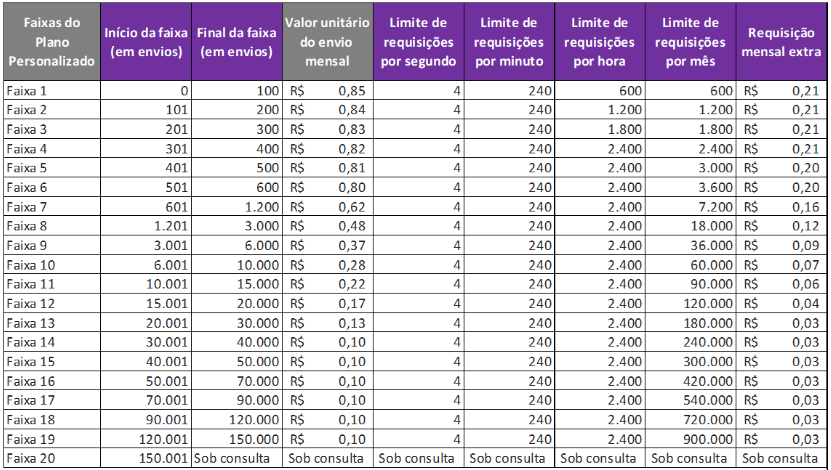 Faixas do Plano Personalizado Início da faixa (em envios) Final da faixa (em envios) Valor unitário do envio mensal Limite de requisições por segundo Limite de requisições por minuto Limite de requisições por hora Limite de requisições por mês Requisição mensal extra
Faixa 1 0 100 R$ 0,85 4 240 600 600 R$ 0,21
Faixa 2 101 200 R$ 0,84 4 240 1.200 1.200 R$ 0,21
Faixa 3 201 300 R$ 0,83 4 240 1.800 1.800 R$ 0,21
Faixa 4 301 400 R$ 0,82 4 240 2.400 2.400 R$ 0,21
Faixa 5 401 500 R$ 0,81 4 240 2.400 3.000 R$ 0,20
Faixa 6 501 600 R$ 0,80 4 240 2.400 3.600 R$ 0,20
Faixa 7 601 1.200 R$ 0,62 4 240 2.400 7.200 R$ 0,16
Faixa 8 1.201 3.000 R$ 0,48 4 240 2.400 18.000 R$ 0,12
Faixa 9 3.001 6.000 R$ 0,37 4 240 2.400 36.000 R$ 0,09
Faixa 10 6.001 10.000 R$ 0,28 4 240 2.400 60.000 R$ 0,07
Faixa 11 10.001 15.000 R$ 0,22 4 240 2.400 90.000 R$ 0,06
Faixa 12 15.001 20.000 R$ 0,17 4 240 2.400 120.000 R$ 0,04
Faixa 13 20.001 30.000 R$ 0,13 4 240 2.400 180.000 R$ 0,03
Faixa 14 30.001 40.000 R$ 0,10 4 240 2.400 240.000 R$ 0,03
Faixa 15 40.001 50.000 R$ 0,10 4 240 2.400 300.000 R$ 0,03
Faixa 16 50.001 70.000 R$ 0,10 4 240 2.400 420.000 R$ 0,03
Faixa 17 70.001 90.000 R$ 0,10 4 240 2.400 540.000 R$ 0,03
Faixa 18 90.001 120.000 R$ 0,10 4 240 2.400 720.000 R$ 0,03
Faixa 19 120.001 150.000 R$ 0,10 4 240 2.400 900.000 R$ 0,03
Faixa 20 150.001 Sob consulta Sob consulta Sob consulta Sob consulta Sob consulta Sob consulta Sob consulta